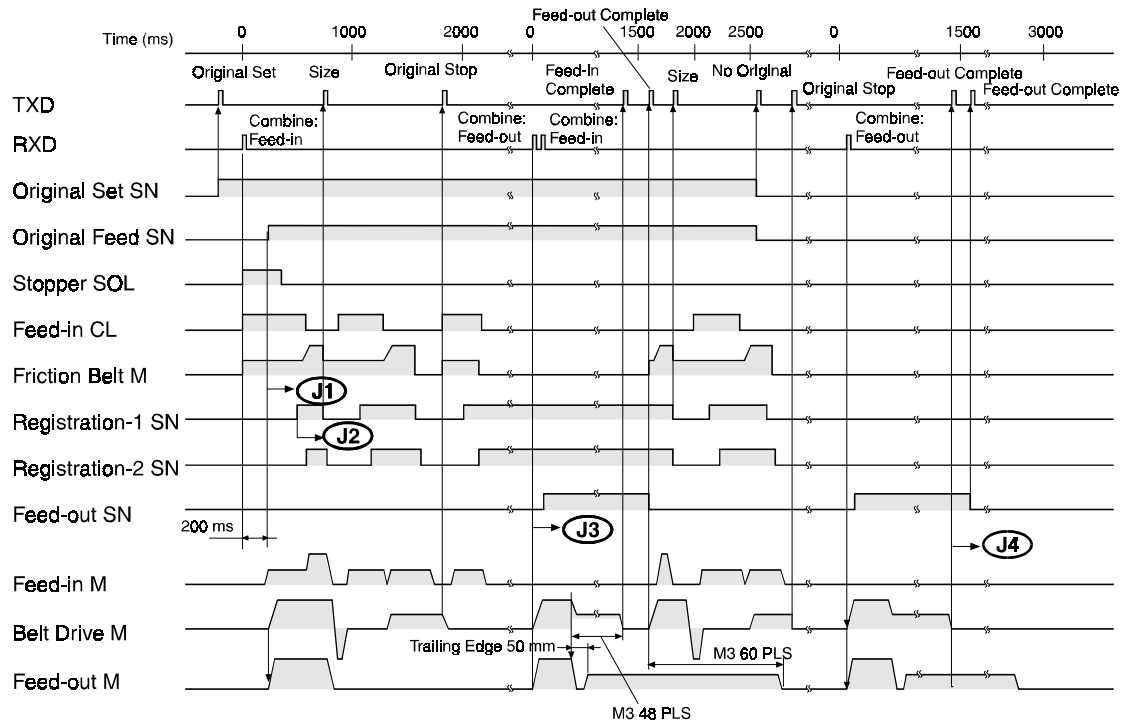 Feed-out Complete
Time (ms)
0 1000 2000 0 1500 2000 2500 0 1500 3000
Original Set Size Original Stop Feed-in Complete Size No Original Original Stop Feed-out Complete Feed-out Complete
TXD
Combine: Feed-in Combine: Feed-out Combine: Feed-in Combine: Feed-out
RXD
Original Set SN
Original Feed SN
Stopper SOL
Feed-in CL
Friction Belt M
J1
Registration-1 SN
J2
Registration-2 SN
Feed-out SN
200 ms
J3
J4
Feed-in M
Belt Drive M
Trailing Edge 50 mm
M3 60 PLS
Feed-out M
M3 48 PLS